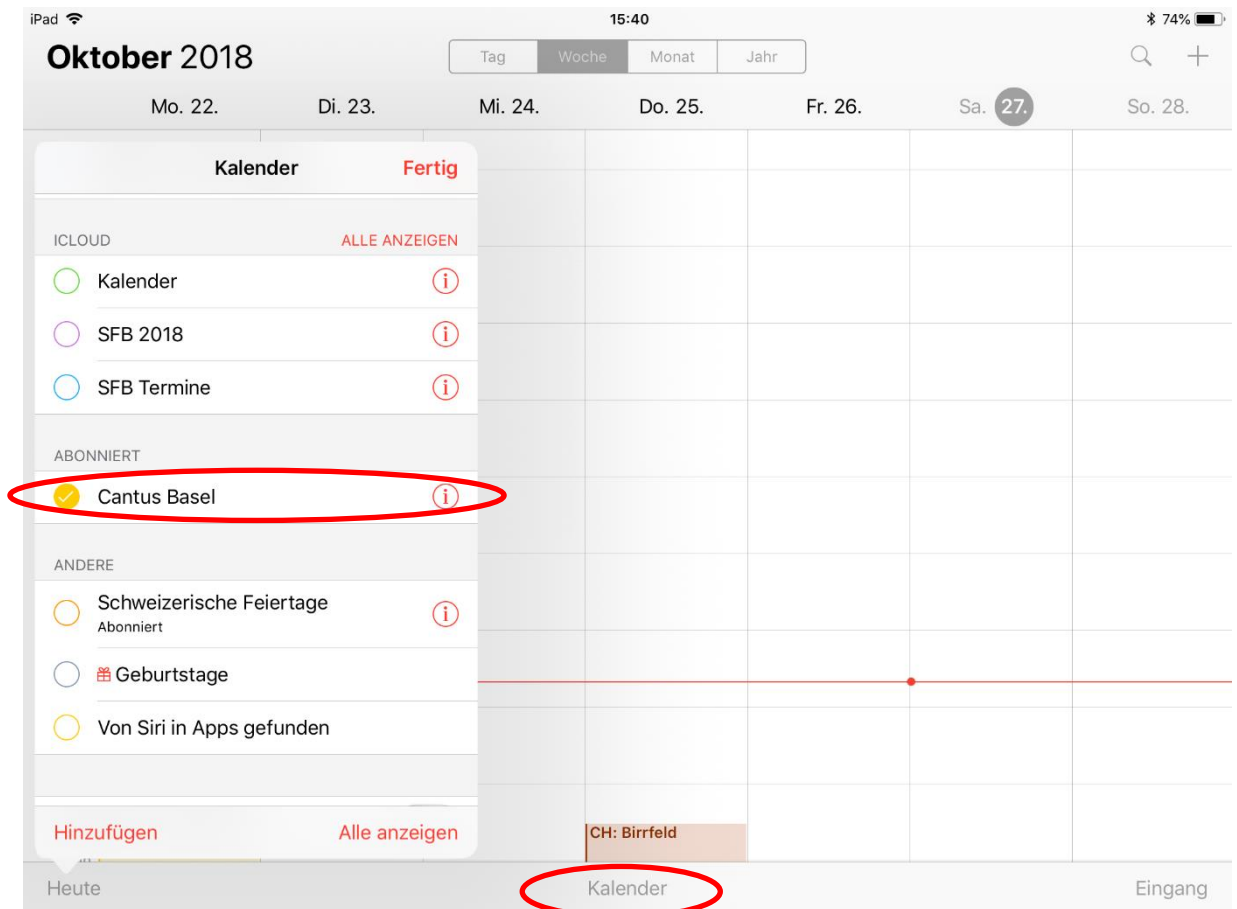 iPad 15:40 74%
Oktober 2018 Tag Woche Monat Jahr
Mo. 22. Di. 23. Mi. 24. Do. 25. Fr. 26. Sa. 27. So. 28.
Kalender Fertig
ICLOUD ALLE ANZEIGEN
Kalender
SFB 2018
SFB Termine
ABONNIERT
Cantus Basel
ANDERE
Schweizerische Feiertage
Abonniert
Geburtstage
Von Siri in Apps gefunden
Hinzufügen Alle anzeigen
CH: Birrfeld
Heute Kalender Eingang